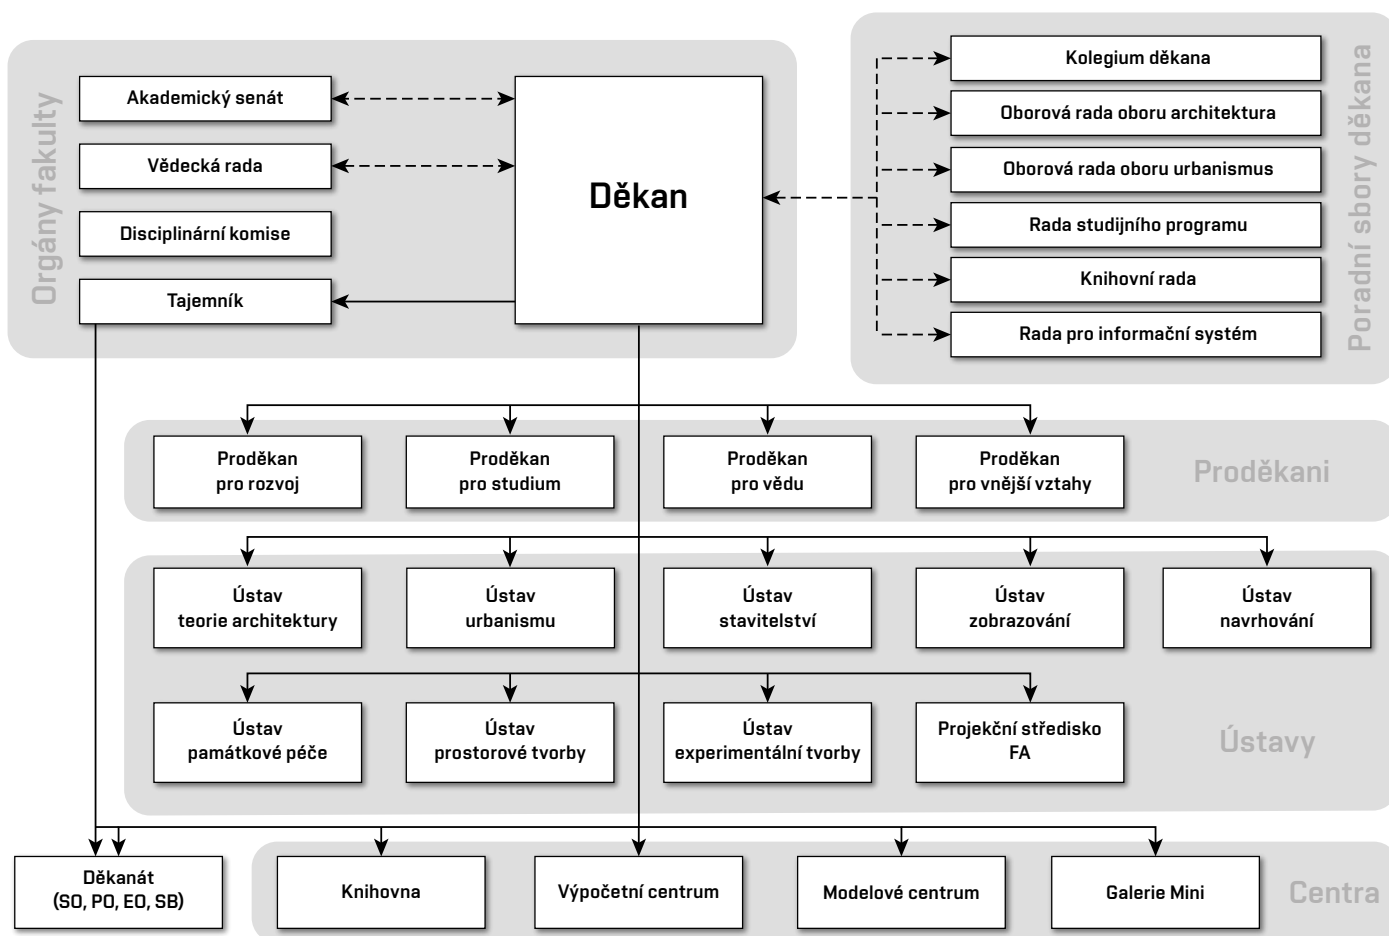 Orgány fakulty
Akademický senát
Vědecká rada
Disciplinární komise
Tajemník
Děkan
Kolegium děkana
Oborová rada oboru architektura
Oborová rada oboru urbanismus
Rada studijního programu
Knihovní rada
Rada pro informační systém
Poradní sbory děkana
Proděkan
pro rozvoj
Proděkan
pro studium
Proděkan
pro vědu
Proděkan
pro vnější vztahy
Proděkani
Ústav
teorie architektury
Ústav
urbanismu
Ústav
stavitelství
Ústav
zobrazování
Ústav
navrhování
Ústav
památkové péče
Ústav
prostorové tvorby
Ústav
experimentální tvorby
Projekční středisko
FA
Ústavy
Děkanát
(SO, PO, EO, SB)
Knihovna
Výpočetní centrum
Modelové centrum
Galerie Mini
Centra